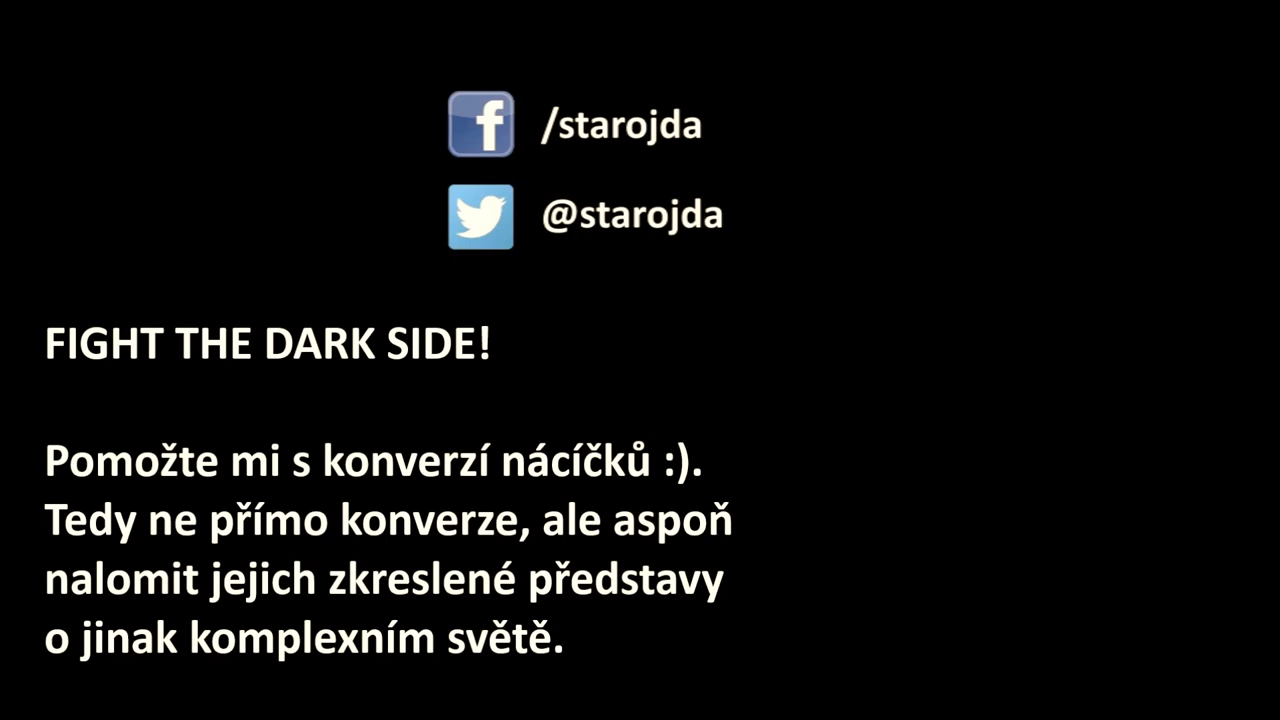 /starojda
@starojda
FIGHT THE DARK SIDE!
Pomožte mi s konverzí nácíčků :).
Tedy ne přímo konverze, ale aspoň
nalomit jejich zkreslené představy
o jinak komplexním světě.